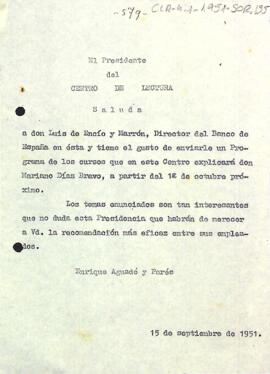 -579- CLR-4.1-1951-SOR.135
El Presidente
del
CENTRO DE LECTURA
Saluda
a don Luis de Encío y Marrón, Director del Banco de
España en ésta y tiene el gusto de enviarle un Pro-
grama de los cursos que en este Centro explicará don
Mariano Días Bravo, a partir del 1º de octubre pró-
ximo.
Los temas enunciados son tan interesantes
que no duda esta Presidencia que habrán de merecer
a Vd. la recomendación más eficaz entre sus emplea-
dos.
Enrique Aguadé y Parés
15 de septiembre de 1951.